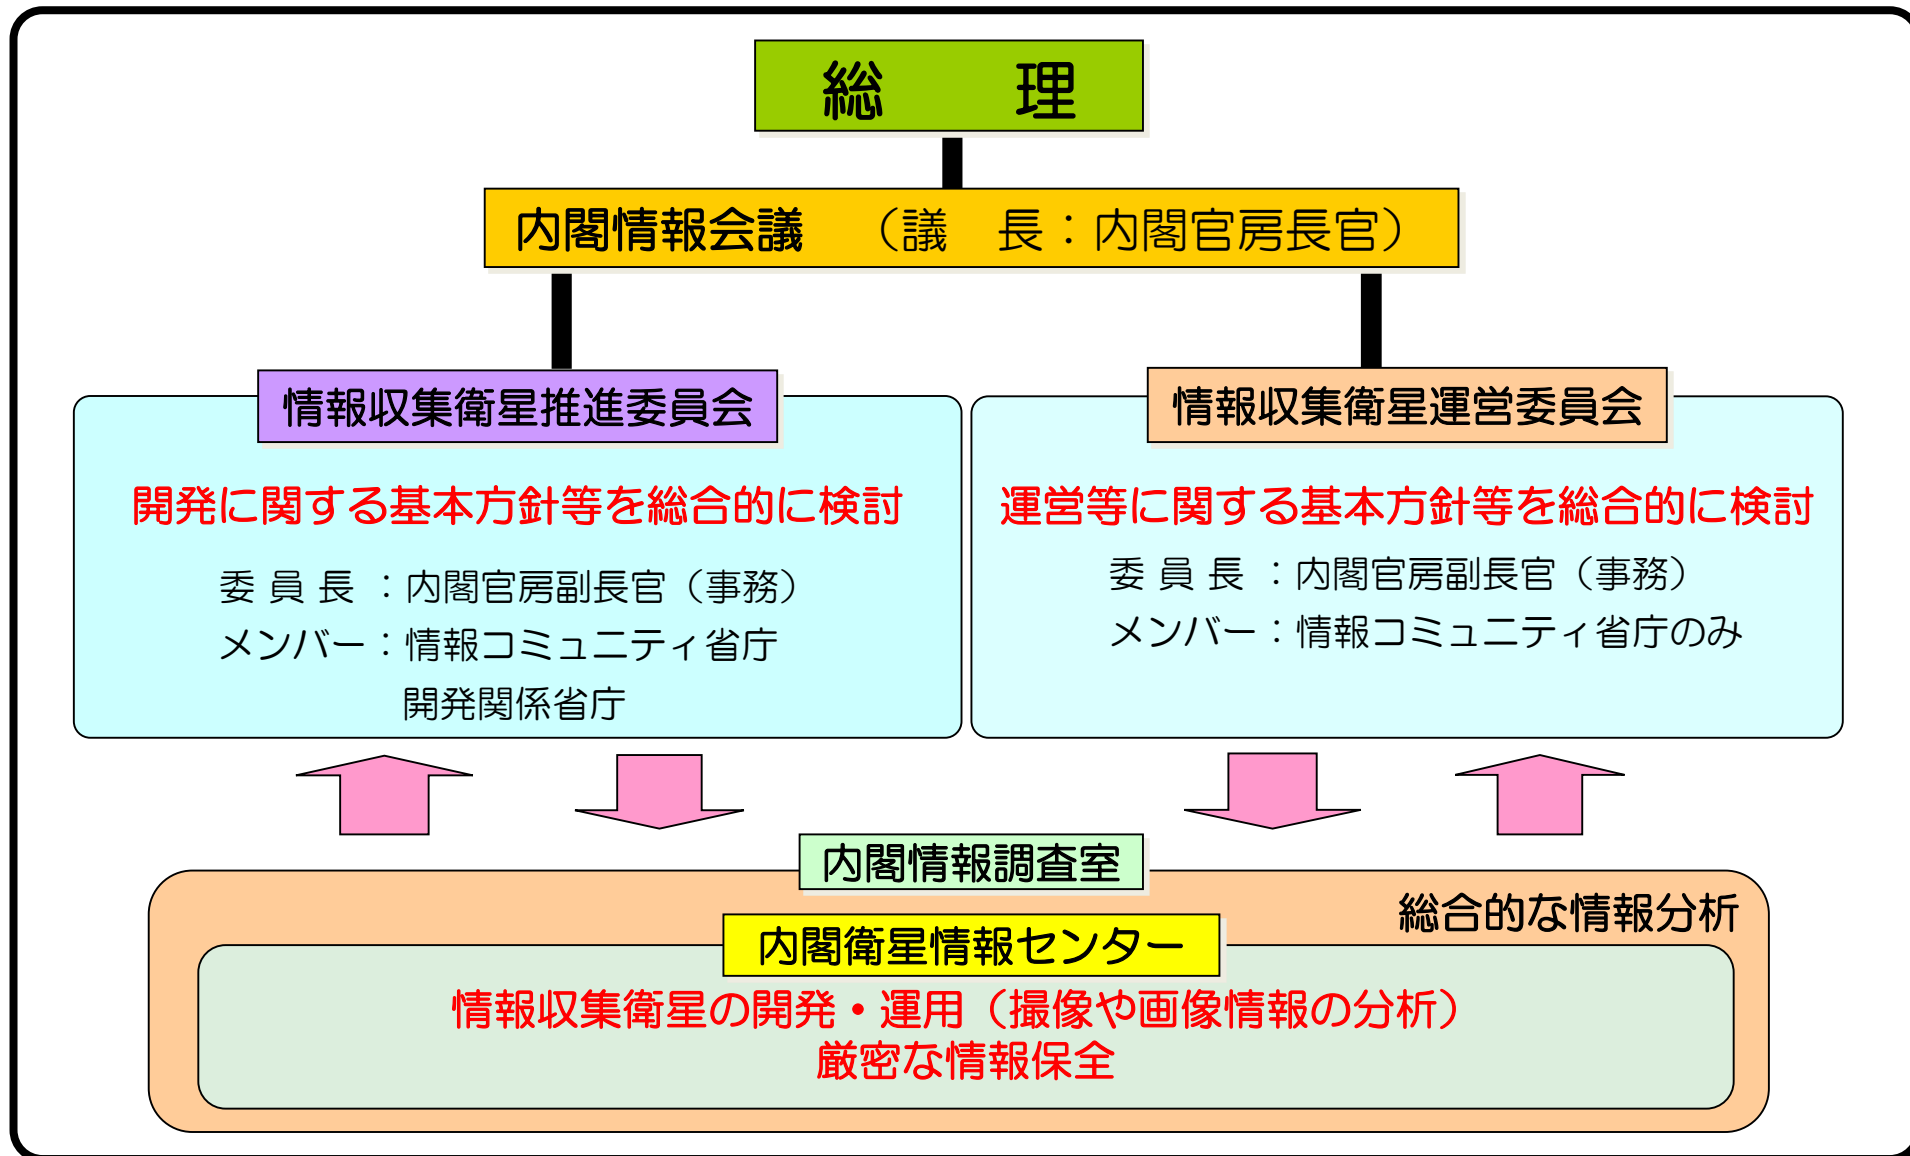 総　理
内閣情報会議　（議　長：内閣官房長官）
情報収集衛星推進委員会
開発に関する基本方針等を総合的に検討
委 員 長 ：内閣官房副長官（事務）
メンバー：情報コミュニティ省庁
開発関係省庁
情報収集衛星運営委員会
運営等に関する基本方針等を総合的に検討
委 員 長 ：内閣官房副長官（事務）
メンバー：情報コミュニティ省庁のみ
内閣情報調査室
総合的な情報分析
内閣衛星情報センター
情報収集衛星の開発・運用（撮像や画像情報の分析）
厳密な情報保全